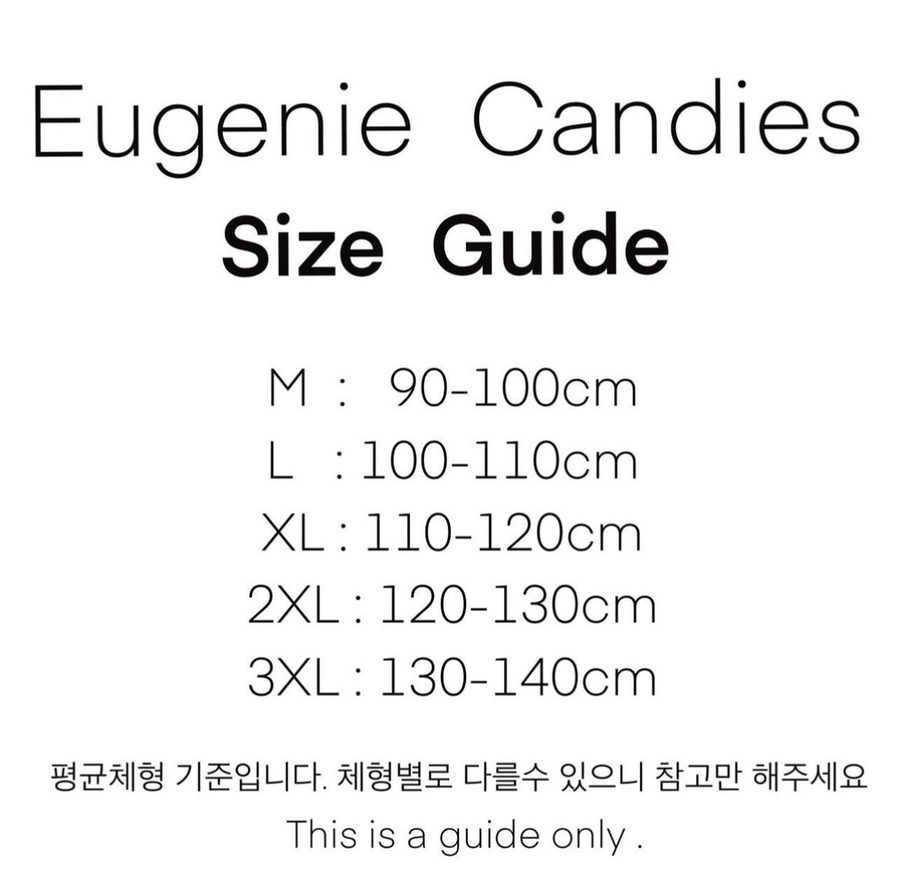 Eugenie Candies
Size Guide
M : 90-100cm
L : 100-110cm
XL : 110-120cm
2XL : 120-130cm
3XL : 130-140cm
평균체형 기준입니다. 체형별로 다를수 있으니 참고만 해주세요
This is a guide only .